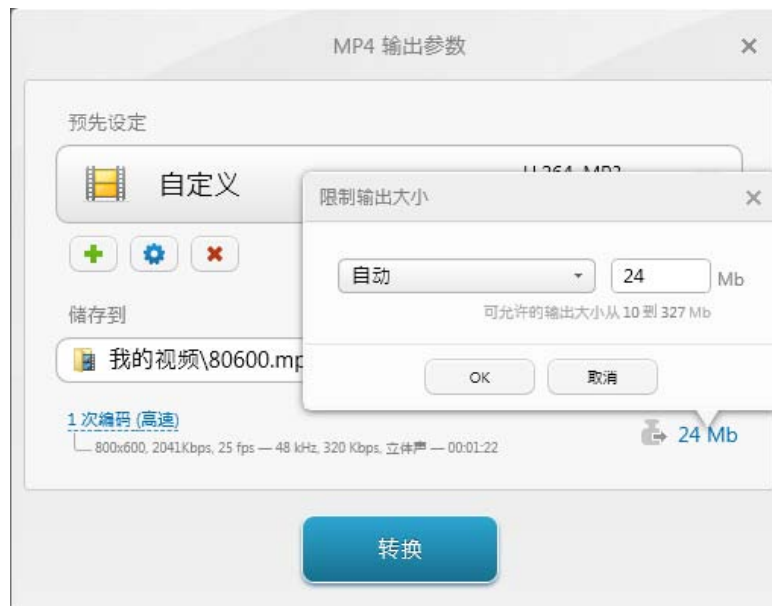 MP4 输出参数
预先设定
自定义
H.264, MP3
限制输出大小
自动
24
Mb
可允许的输出大小从 10 到 327 Mb
OK
取消
储存到
我的视频\80600.mp
1 次编码 (高速)
800x600, 2041Kbps, 25 fps — 48 kHz, 320 Kbps, 立体声 — 00:01:22
24 Mb
转换